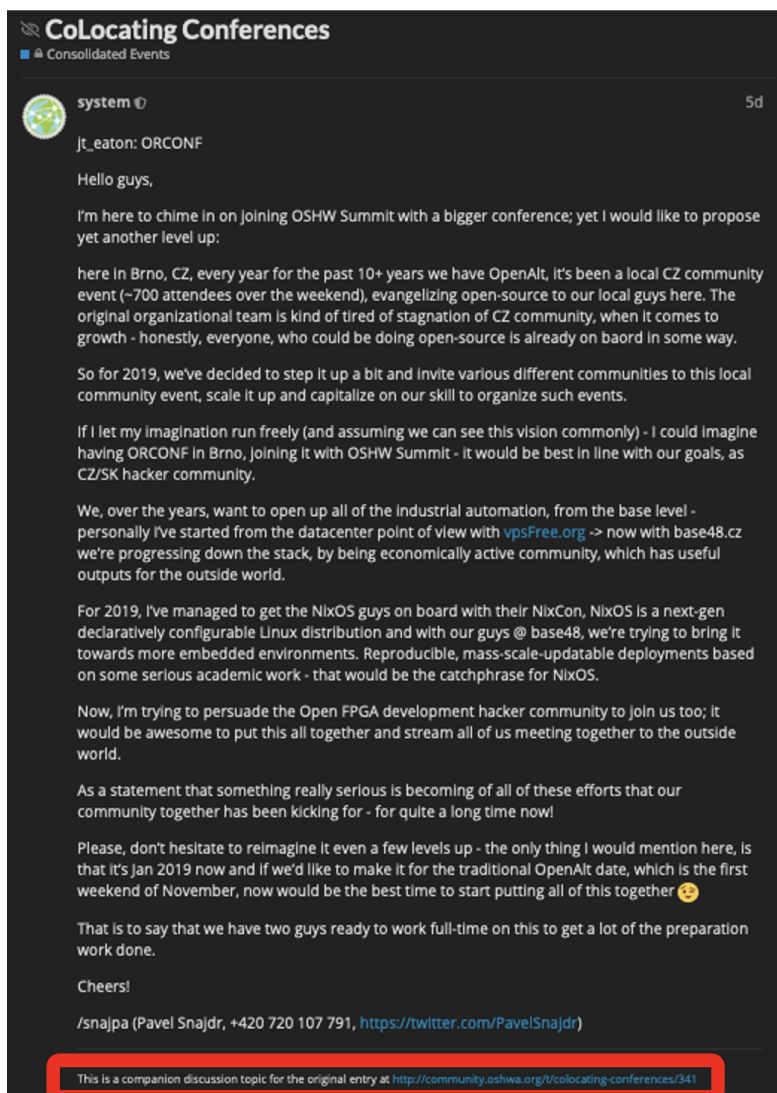 CoLocating Conferences
Consolidated Events
system 5d
jt_eaton: ORCONF
Hello guys,
I'm here to chime in on joining OSHW Summit with a bigger conference; yet I would like to propose
yet another level up:
here in Brno, CZ, every year for the past 10+ years we have OpenAlt, it's been a local CZ community
event (~700 attendees over the weekend), evangelizing open-source to our local guys here. The
original organizational team is kind of tired of stagnation of CZ community, when it comes to
growth - honestly, everyone, who could be doing open-source is already on baord in some way.
So for 2019, we've decided to step it up a bit and invite various different communities to this local
community event, scale it up and capitalize on our skill to organize such events.
If I let my imagination run freely (and assuming we can see this vision commonly) - I could imagine
having ORCONF in Brno, joining it with OSHW Summit - it would be best in line with our goals, as
CZ/SK hacker community.
We, over the years, want to open up all of the industrial automation, from the base level -
personally I've started from the datacenter point of view with vpsFree.org -> now with base48.cz
we're progressing down the stack, by being economically active community, which has useful
outputs for the outside world.
For 2019, I've managed to get the NixOS guys on board with their NixCon, NixOS is a next-gen
declaratively configurable Linux distribution and with our guys @ base48, we're trying to bring it
towards more embedded environments. Reproducible, mass-scale-updatable deployments based
on some serious academic work - that would be the catchphrase for NixOS.
Now, I'm trying to persuade the Open FPGA development hacker community to join us too; it
would be awesome to put this all together and stream all of us meeting together to the outside
world.
As a statement that something really serious is becoming of all of these efforts that our
community together has been kicking for - for quite a long time now!
Please, don't hesitate to reimagine it even a few levels up - the only thing I would mention here, is
that it's Jan 2019 now and if we'd like to make it for the traditional OpenAlt date, which is the first
weekend of November, now would be the best time to start putting all of this together 😉
That is to say that we have two guys ready to work full-time on this to get a lot of the preparation
work done.
Cheers!
/snajpa (Pavel Snajdr, +420 720 107 791, https://twitter.com/PavelSnajdr)
This is a companion discussion topic for the original entry at http://community.oshwa.org/t/colocating-conferences/341